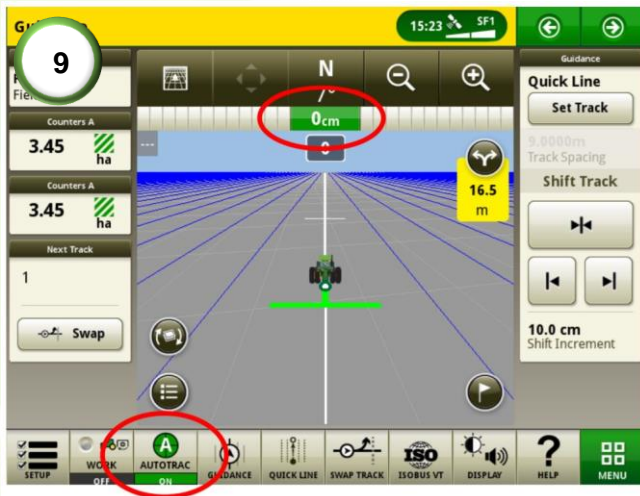 9
15:23 SF1
Counters A
3.45 ha
Counters A
3.45 ha
Next Track
1
Swap
N
0cm
0
---
16.5
m
Guidance
Quick Line
Set Track
9.0000m
Track Spacing
Shift Track
10.0 cm
Shift Increment
SETUP
WORK
OFF
A
AUTOTRAC
ON
GUIDANCE
QUICK LINE
SWAP TRACK
ISO
ISOBUS VT
DISPLAY
?
HELP
MENU